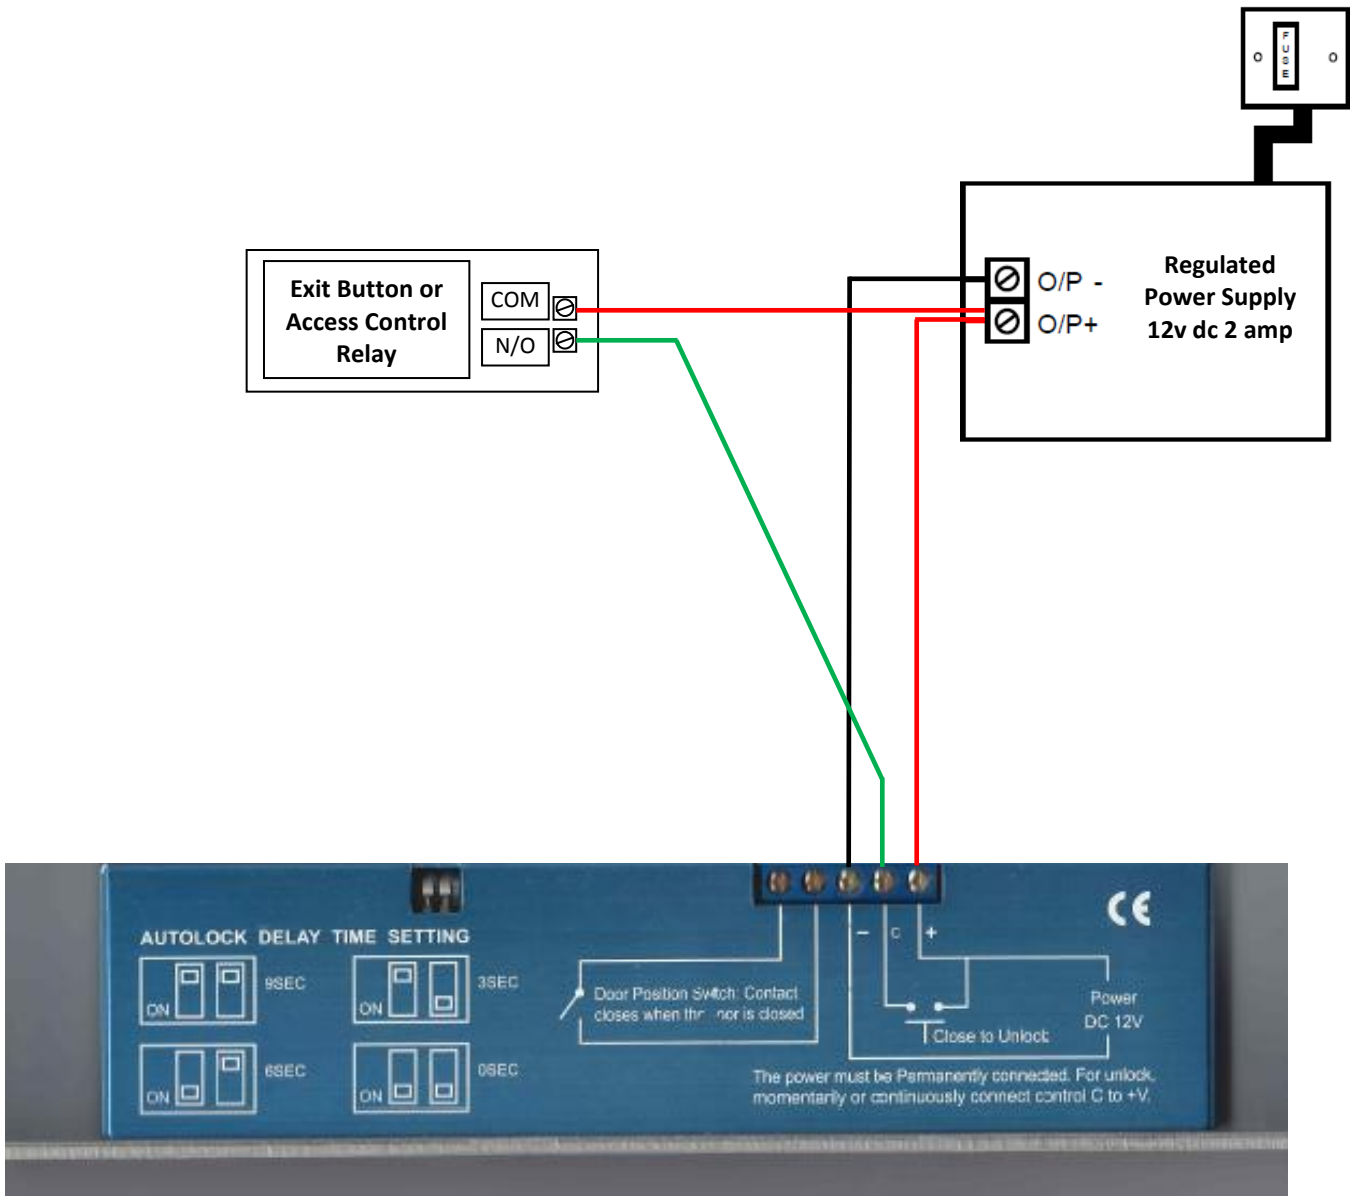 FUSE
Regulated
Power Supply
12v dc 2 amp
O/P -
O/P+
Exit Button or
Access Control
Relay
COM
N/O
CE
AUTOLOCK DELAY TIME SETTING
ON
9SEC
ON
3SEC
ON
6SEC
ON
0SEC
- C +
Door Position Switch: Contact
closes when is closed
Close to Unlock
Power
DC 12V
The power must be Permanently connected. For unlock,
momentarily or continuously connect control C to +V.